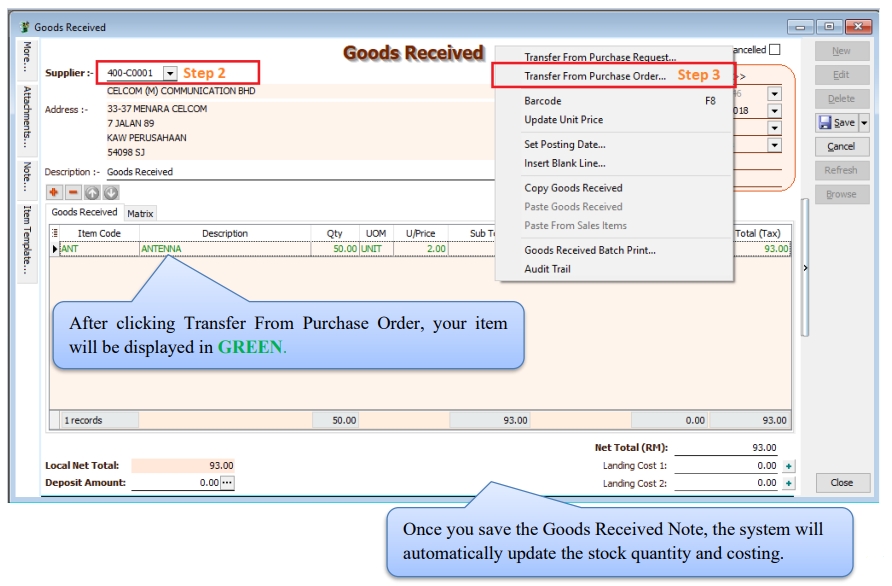 Goods Received
More...
Attachments...
Note...
Item Template...
Goods Received
Cancelled
Supplier :- 400-C0001 Step 2
CELCOM (M) COMMUNICATION BHD
Address :- 33-37 MENARA CELCOM
7 JALAN 89
KAW PERUSAHAAN
54098 SJ
Description :- Goods Received
Transfer From Purchase Request...
Transfer From Purchase Order... Step 3
Barcode F8
Update Unit Price
Set Posting Date...
Insert Blank Line...
Copy Goods Received
Paste Goods Received
Paste From Sales Items
Goods Received Batch Print...
Audit Trail
New
Edit
Delete
Save
Cancel
Refresh
Browse
Goods Received Matrix
Item Code Description Qty UOM U/Price Sub T Total (Tax)
ANT ANTENNA 50.00 UNIT 2.00 93.00
After clicking Transfer From Purchase Order, your item
will be displayed in GREEN.
1 records 50.00 93.00 0.00 93.00
Net Total (RM): 93.00
Local Net Total: 93.00 Landing Cost 1: 0.00 +
Deposit Amount: 0.00 ... Landing Cost 2: 0.00 +
Close
Once you save the Goods Received Note, the system will
automatically update the stock quantity and costing.